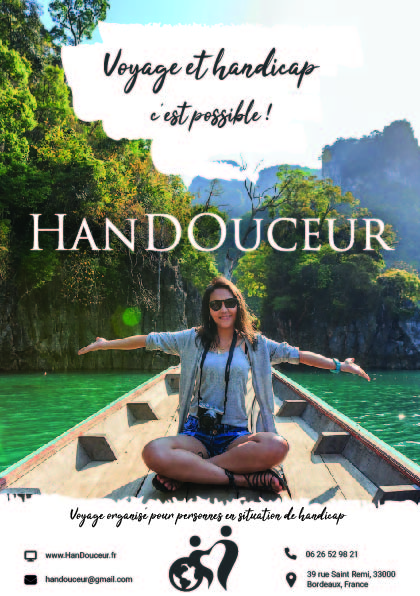 Voyage et handicap
c'est possible !
HANDOUCEUR
Voyage organisé pour personnes en situation de handicap
www.HanDouceur.fr
handouceur@gmail.com
06 26 52 98 21
39 rue Saint Remi, 33000
Bordeaux, France